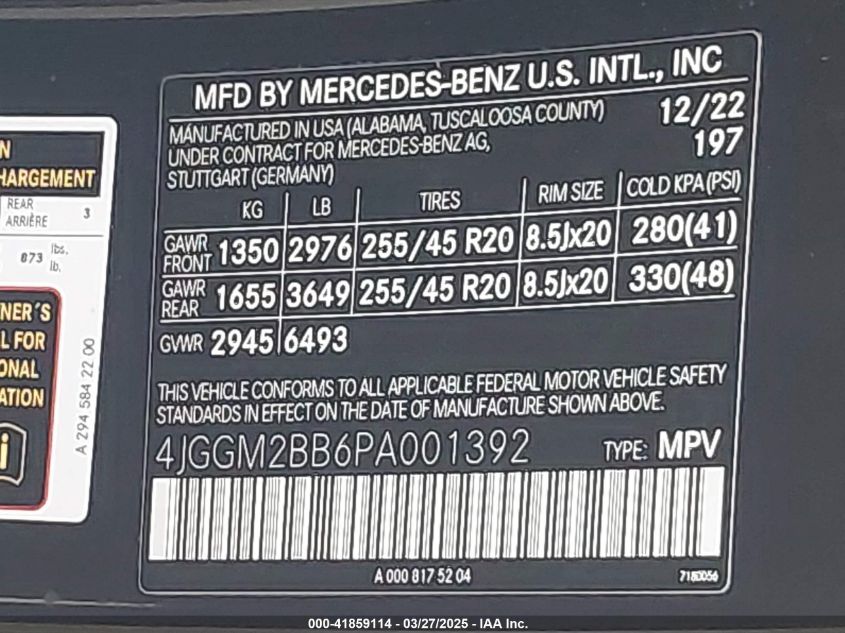 N
HARGEMENT
REAR
ARRIÈRE 3
873 lbs.
lb.
NER'S
L FOR
ONAL
ATION
i
A 294 584 22 00
MFD BY MERCEDES-BENZ U.S. INTL., INC
MANUFACTURED IN USA (ALABAMA, TUSCALOOSA COUNTY) 12/22
UNDER CONTRACT FOR MERCEDES-BENZ AG, 197
STUTTGART (GERMANY)
KG LB TIRES RIM SIZE COLD KPA (PSI)
GAWR FRONT 1350 2976 255/45 R20 8.5Jx20 280(41)
GAWR REAR 1655 3649 255/45 R20 8.5Jx20 330(48)
GVWR 2945 6493
THIS VEHICLE CONFORMS TO ALL APPLICABLE FEDERAL MOTOR VEHICLE SAFETY
STANDARDS IN EFFECT ON THE DATE OF MANUFACTURE SHOWN ABOVE.
4JGGM2BB6PA001392 TYPE: MPV
A 000 817 52 04 7180056
000-41859114 - 03/27/2025 - IAA Inc.